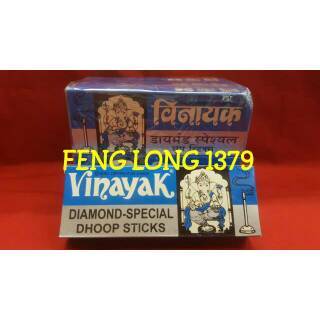 विनायक
डायमंड स्पेशल
FENG LONG 1379
Vinayak
DIAMOND-SPECIAL
DHOOP STICKS